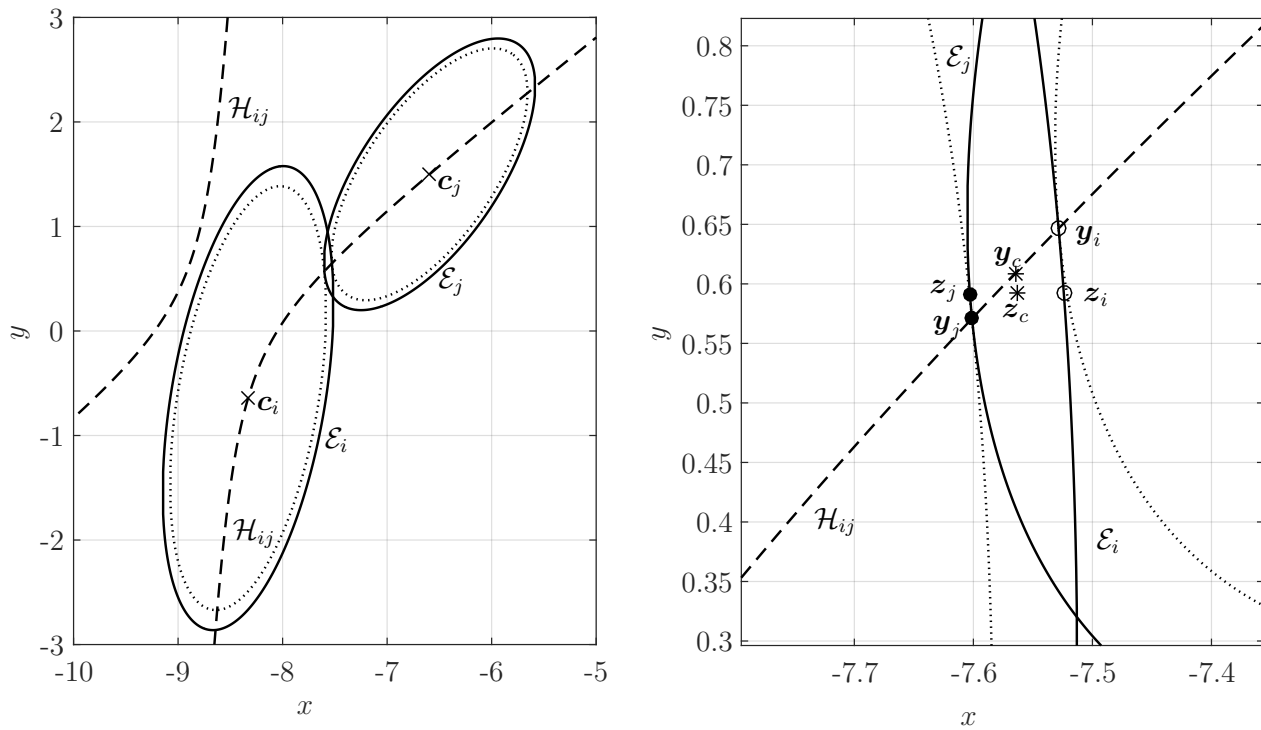 3
2
1
0
-1
-2
-3
-10
-9
-8
-7
-6
-5
x
y
ℋᵢⱼ
𝒄ⱼ
ℰⱼ
𝒄ᵢ
ℰᵢ
ℋᵢⱼ
0.8
0.75
0.7
0.65
0.6
0.55
0.5
0.45
0.4
0.35
0.3
-7.7
-7.6
-7.5
-7.4
x
y
ℰⱼ
𝒚ᵢ
𝒚_c
𝒛ⱼ
𝒛ᵢ
𝒛_c
𝒚ⱼ
ℋᵢⱼ
ℰᵢ